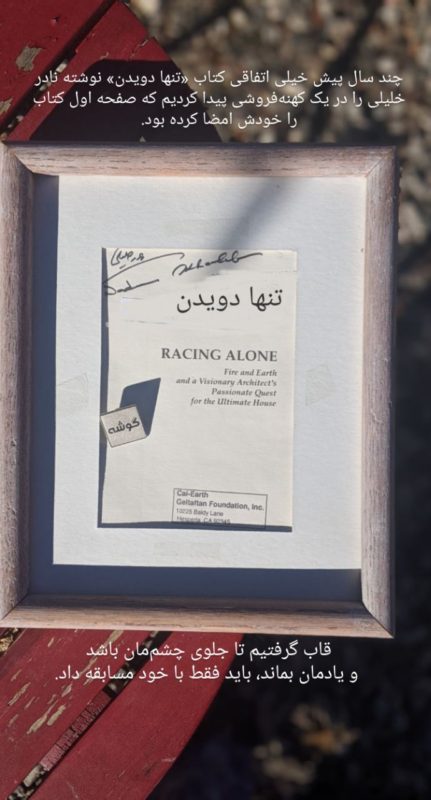 چند سال پیش خیلی اتفاقی کتاب «تنها دویدن» نوشته نادر
خلیلی را در یک کهنه‌فروشی پیدا کردیم که صفحه اول کتاب
را خودش امضا کرده بود.
تنها دویدن
RACING ALONE
Fire and Earth
and a Visionary Architect's
Passionate Quest
for the Ultimate House
گوشه
Cal-Earth
Geltaftan Foundation, Inc.
10225 Baldy Lane
Hesperia, CA 92345
قاب گرفتیم تا جلوی چشم‌مان باشد
و یادمان بماند، باید فقط با خود مسابقه داد.